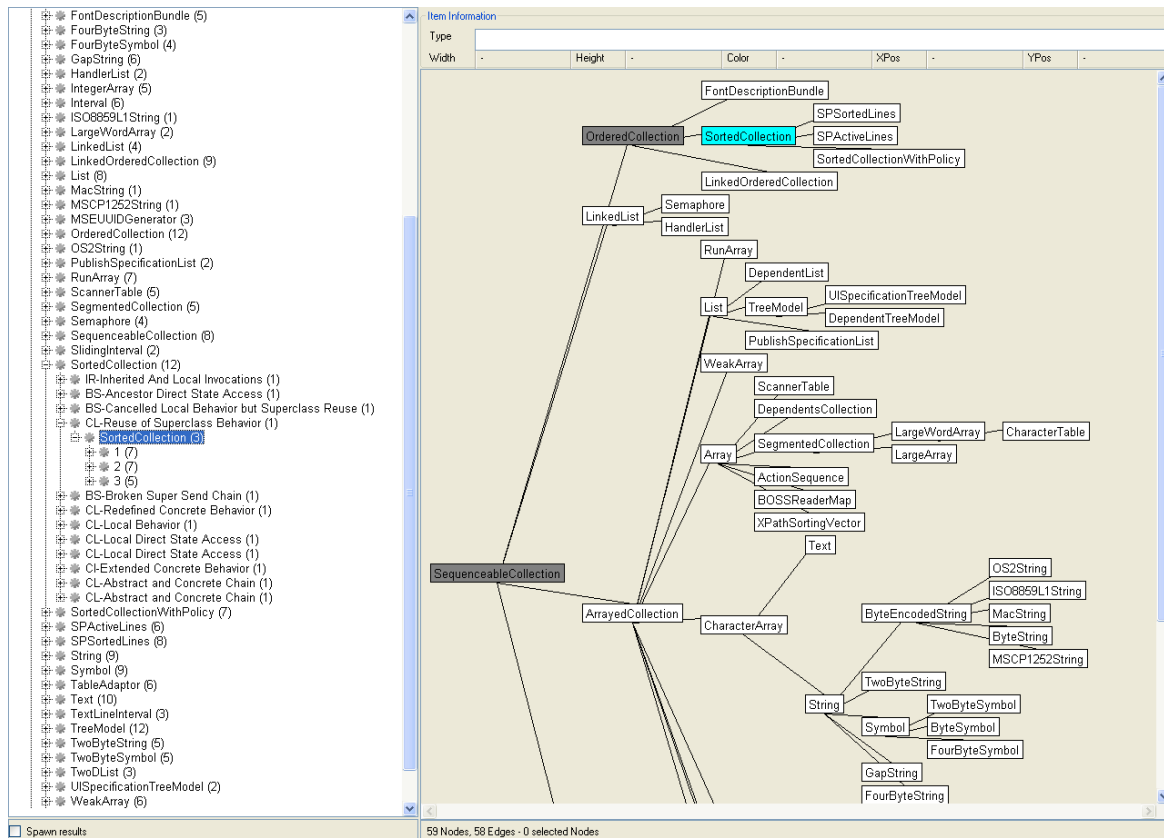 FontDescriptionBundle (5)
FourByteString (3)
FourByteSymbol (4)
GapString (6)
HandlerList (2)
IntegerArray (5)
Interval (6)
ISO8859L1String (1)
LargeWordArray (2)
LinkedList (4)
LinkedOrderedCollection (9)
List (8)
MacString (1)
MSCP1252String (1)
MSEUUIDGenerator (3)
OrderedCollection (12)
OS2String (1)
PublishSpecificationList (2)
RunArray (7)
ScannerTable (5)
SegmentedCollection (5)
Semaphore (4)
SequenceableCollection (8)
SlidingInterval (2)
SortedCollection (12)
IR-Inherited And Local Invocations (1)
BS-Ancestor Direct State Access (1)
BS-Cancelled Local Behavior but Superclass Reuse (1)
CL-Reuse of Superclass Behavior (1)
SortedCollection (3)
1 (7)
2 (7)
3 (5)
BS-Broken Super Send Chain (1)
CL-Redefined Concrete Behavior (1)
CL-Local Behavior (1)
CL-Local Direct State Access (1)
CL-Local Direct State Access (1)
CI-Extended Concrete Behavior (1)
CL-Abstract and Concrete Chain (1)
CL-Abstract and Concrete Chain (1)
SortedCollectionWithPolicy (7)
SPActiveLines (6)
SPSortedLines (8)
String (9)
Symbol (9)
TableAdaptor (6)
Text (10)
TextLineInterval (3)
TreeModel (12)
TwoByteString (5)
TwoByteSymbol (5)
TwoDList (3)
UISpecificationTreeModel (2)
WeakArray (6)
Spawn results
Item Information
Type
Width - Height - Color - XPos - YPos -
FontDescriptionBundle
SPSortedLines
OrderedCollection SortedCollection SPActiveLines
SortedCollectionWithPolicy
LinkedOrderedCollection
Semaphore
LinkedList
HandlerList
RunArray
DependentList
UISpecificationTreeModel
List TreeModel
DependentTreeModel
PublishSpecificationList
WeakArray
ScannerTable
DependentsCollection
LargeWordArray CharacterTable
SegmentedCollection
Array LargeArray
ActionSequence
BOSSReaderMap
XPathSortingVector
Text
OS2String
SequenceableCollection
ISO8859L1String
ArrayedCollection ByteEncodedString MacString
CharacterArray
ByteString
MSCP1252String
TwoByteString
String TwoByteSymbol
Symbol ByteSymbol
FourByteSymbol
GapString
FourByteString
59 Nodes, 58 Edges - 0 selected Nodes